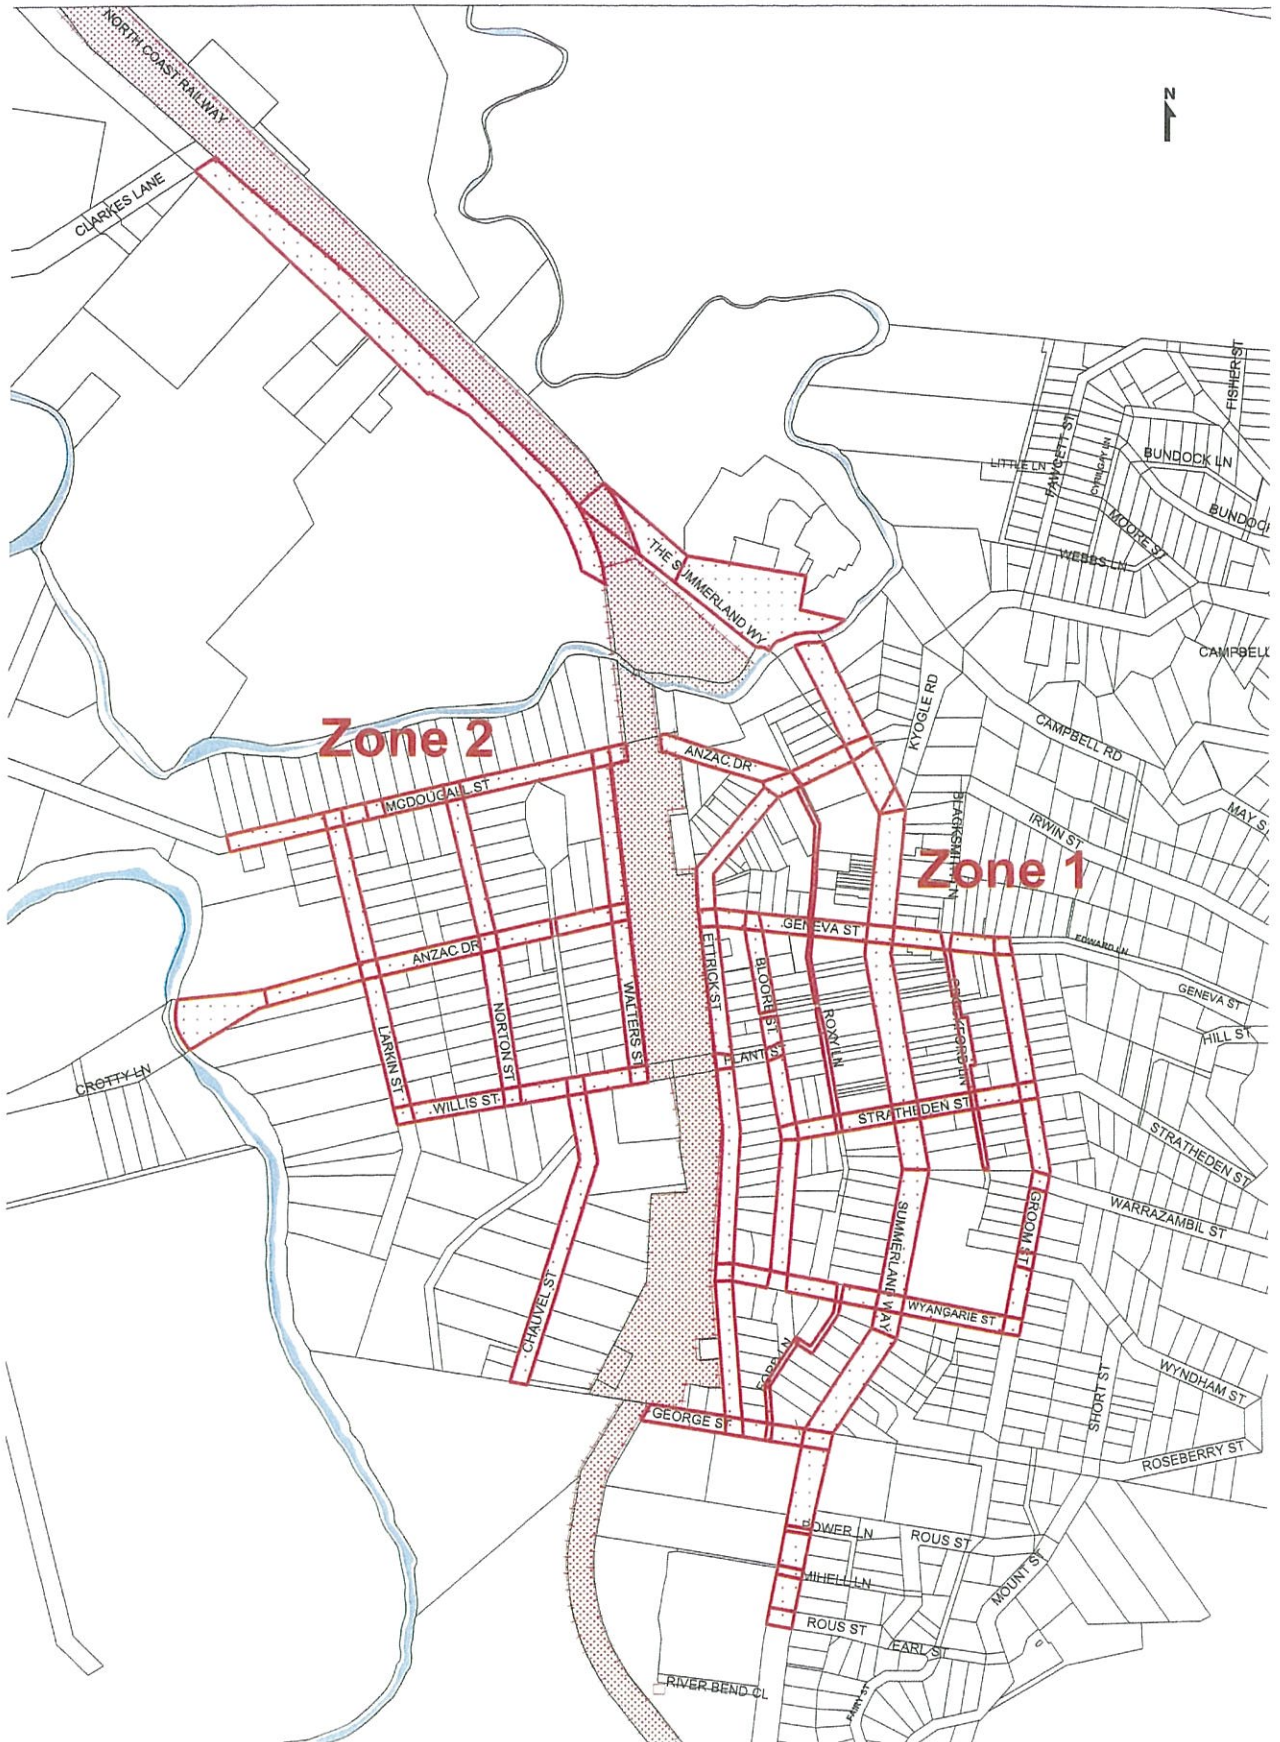 NORTH COAST RAILWAY
N
CLARKES LANE
FISHER ST
FAWCETT ST
LITTLE LN
BUNDOCK LN
MOORE ST
WEBBS LN
THE SUMMERLAND WY
CAMPBELL
KYOGLE RD
CAMPBELL RD
Zone 2
ANZAC DR
MCDOUGALL ST
MAY ST
IRWIN ST
Zone 1
GENEVA ST
EDWARD LN
ANZAC DR
ETTRICK ST
BLOORE ST
GENEVA ST
WALTERS ST
NORTON ST
LARKIN ST
ROXY LN
HILL ST
CROTTY LN
WILLIS ST
STRATHEDEN ST
STRATHEDEN ST
WARRAZAMBIL ST
GROOM ST
SUMMERLAND WAY
CHAUVEL ST
WYANGARIE ST
WYNDHAM ST
SHORT ST
GEORGE ST
ROSEBERRY ST
BOWER LN
ROUS ST
MIHELL LN
MOUNT ST
ROUS ST
EARL ST
RIVER BEND CL
FAIRY ST